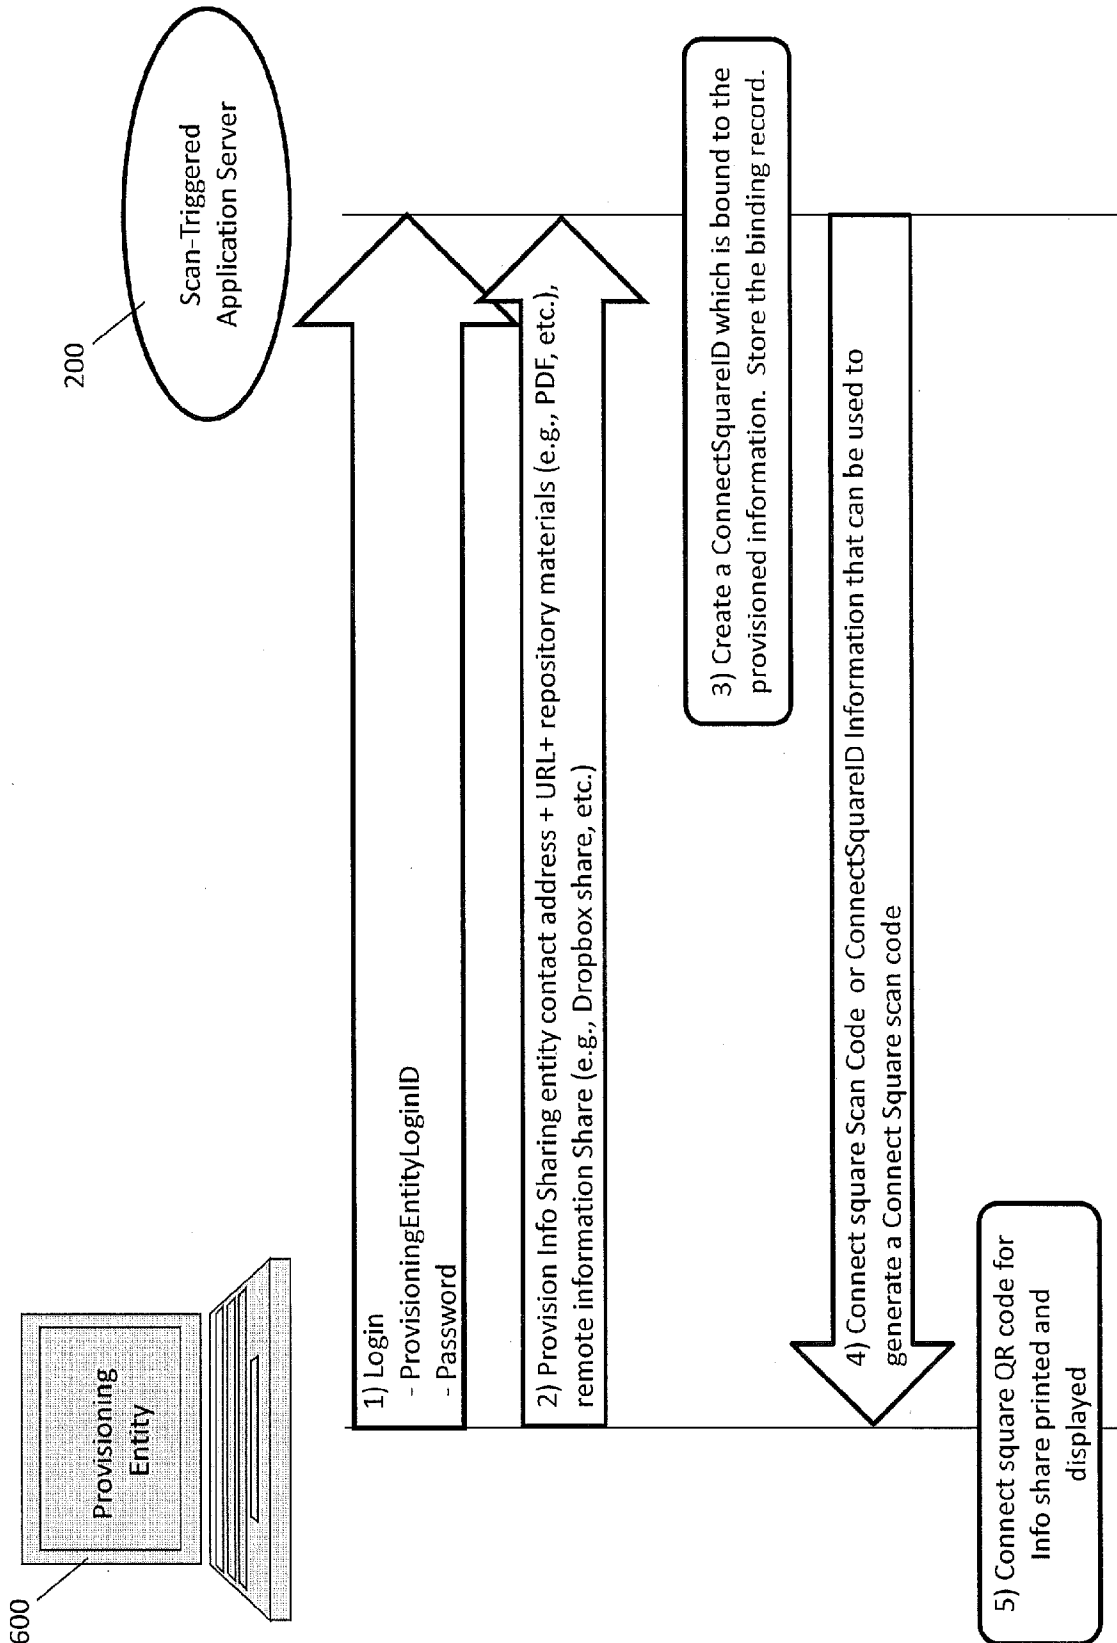 600
Provisioning
Entity
200
Scan-Triggered
Application Server
1) Login
- ProvisioningEntityLoginID
- Password
2) Provision Info Sharing entity contact address + URL+ repository materials (e.g., PDF, etc.),
remote information Share (e.g., Dropbox share, etc.)
3) Create a ConnectSquareID which is bound to the
provisioned information. Store the binding record.
4) Connect square Scan Code or ConnectSquareID Information that can be used to
generate a Connect Square scan code
5) Connect square QR code for
Info share printed and
displayed